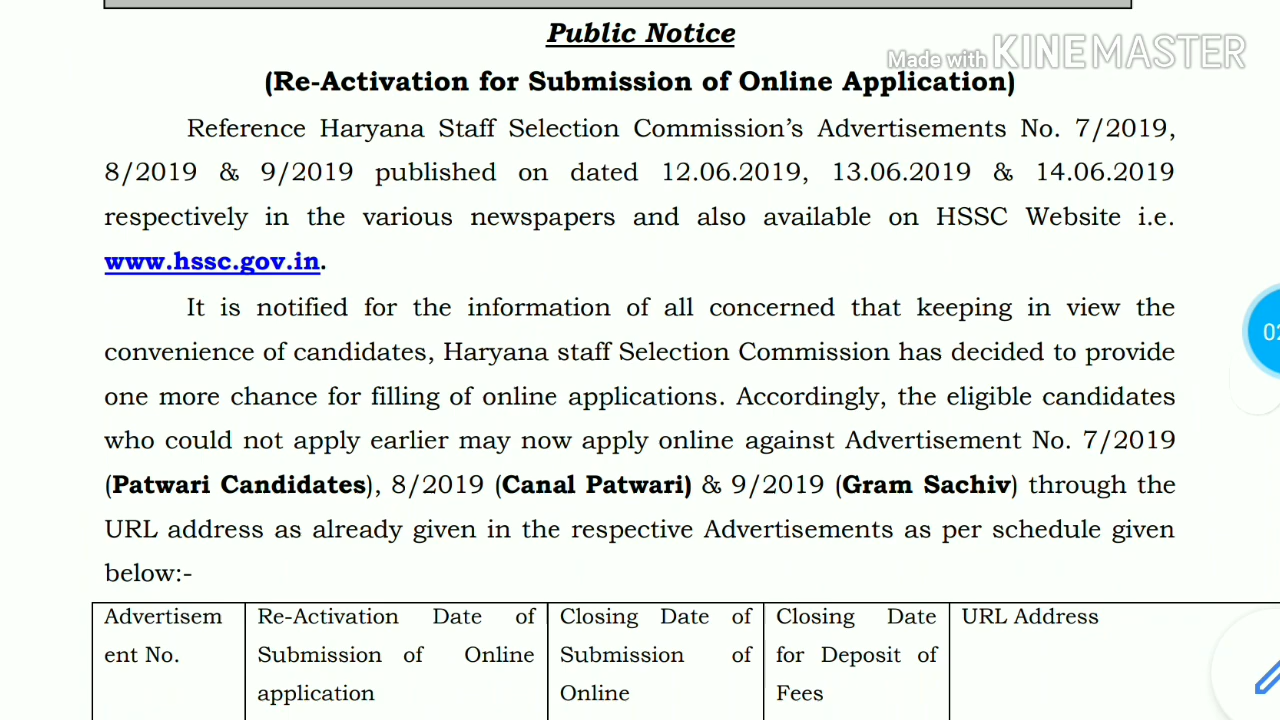 Public Notice
Made with KINEMASTER
(Re-Activation for Submission of Online Application)
Reference Haryana Staff Selection Commission's Advertisements No. 7/2019,
8/2019 & 9/2019 published on dated 12.06.2019, 13.06.2019 & 14.06.2019
respectively in the various newspapers and also available on HSSC Website i.e.
www.hssc.gov.in.
It is notified for the information of all concerned that keeping in view the
convenience of candidates, Haryana staff Selection Commission has decided to provide
one more chance for filling of online applications. Accordingly, the eligible candidates
who could not apply earlier may now apply online against Advertisement No. 7/2019
(Patwari Candidates), 8/2019 (Canal Patwari) & 9/2019 (Gram Sachiv) through the
URL address as already given in the respective Advertisements as per schedule given
below:-
Advertisem
ent No.
Re-Activation Date of
Submission of Online
application
Closing Date of
Submission of
Online
Closing Date
for Deposit of
Fees
URL Address